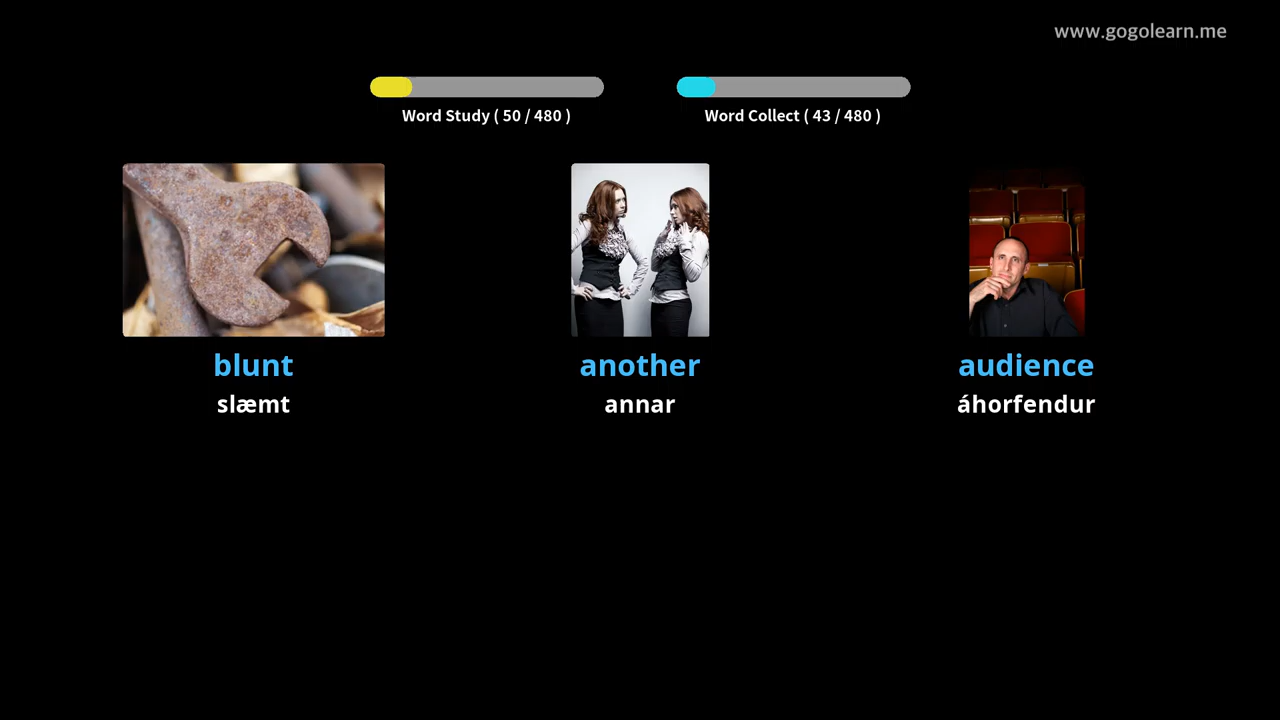 www.gogolearn.me
Word Study ( 50 / 480 )
Word Collect ( 43 / 480 )
blunt
slæmt
another
annar
audience
áhorfendur